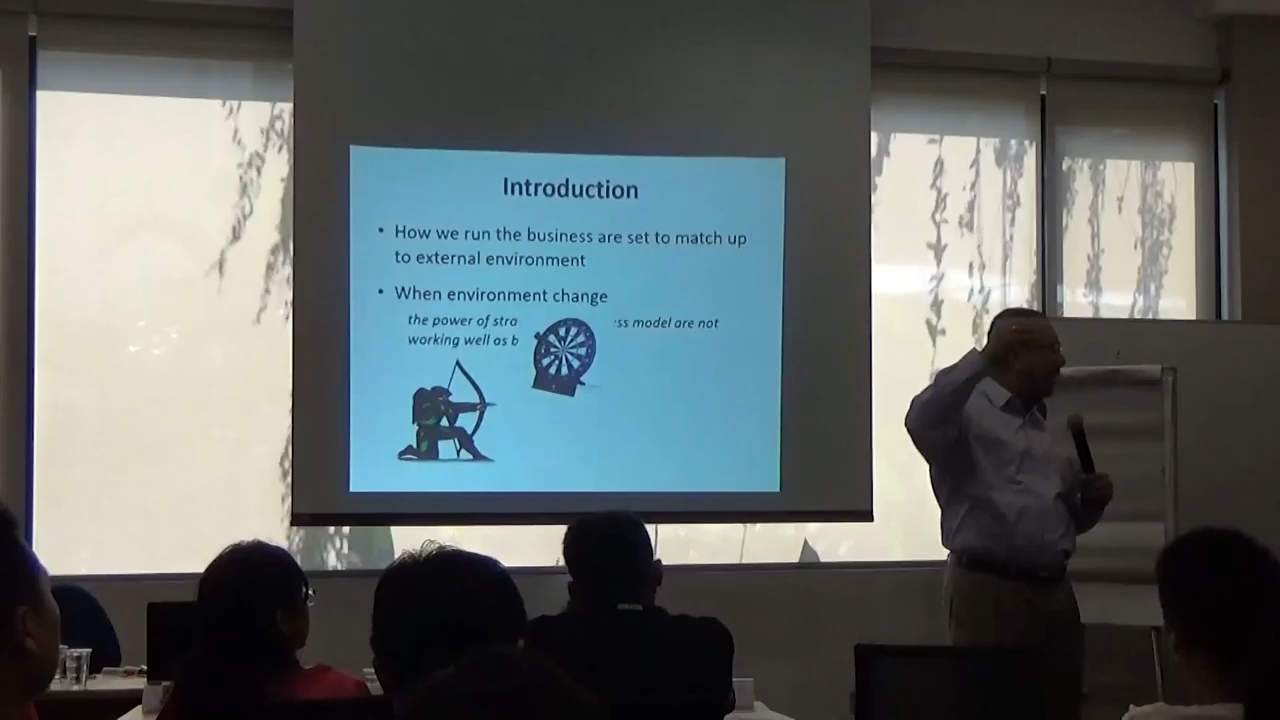 Introduction
• How we run the business are set to match up
to external environment
• When environment change
the power of stra ss model are not
working well as b